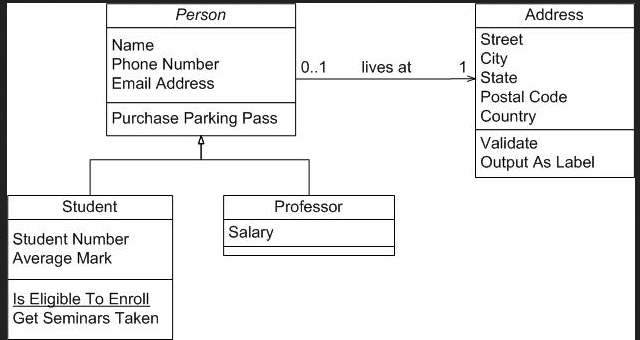 Person
Name
Phone Number
Email Address
Purchase Parking Pass
0..1 lives at 1
Address
Street
City
State
Postal Code
Country
Validate
Output As Label
Student
Student Number
Average Mark
Is Eligible To Enroll
Get Seminars Taken
Professor
Salary